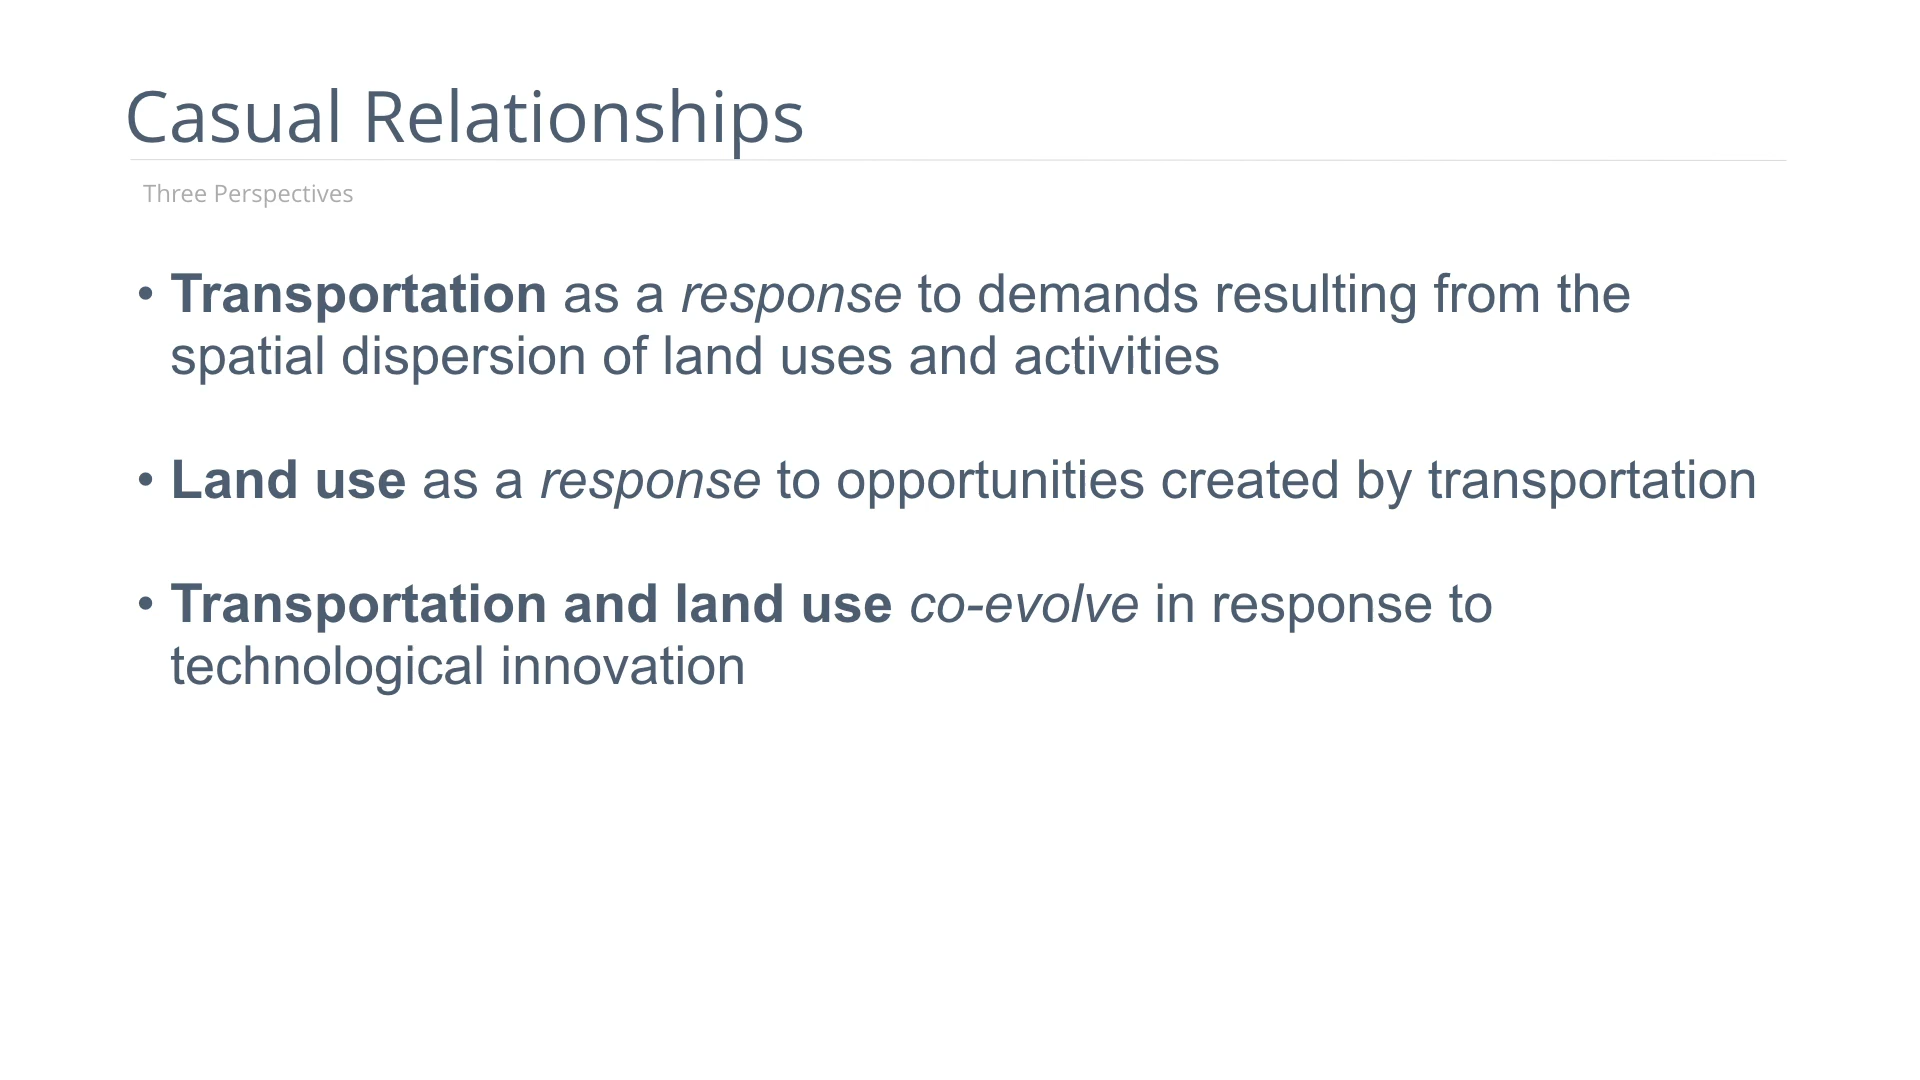 Casual Relationships
Three Perspectives
• Transportation as a response to demands resulting from the
spatial dispersion of land uses and activities
• Land use as a response to opportunities created by transportation
• Transportation and land use co-evolve in response to
technological innovation